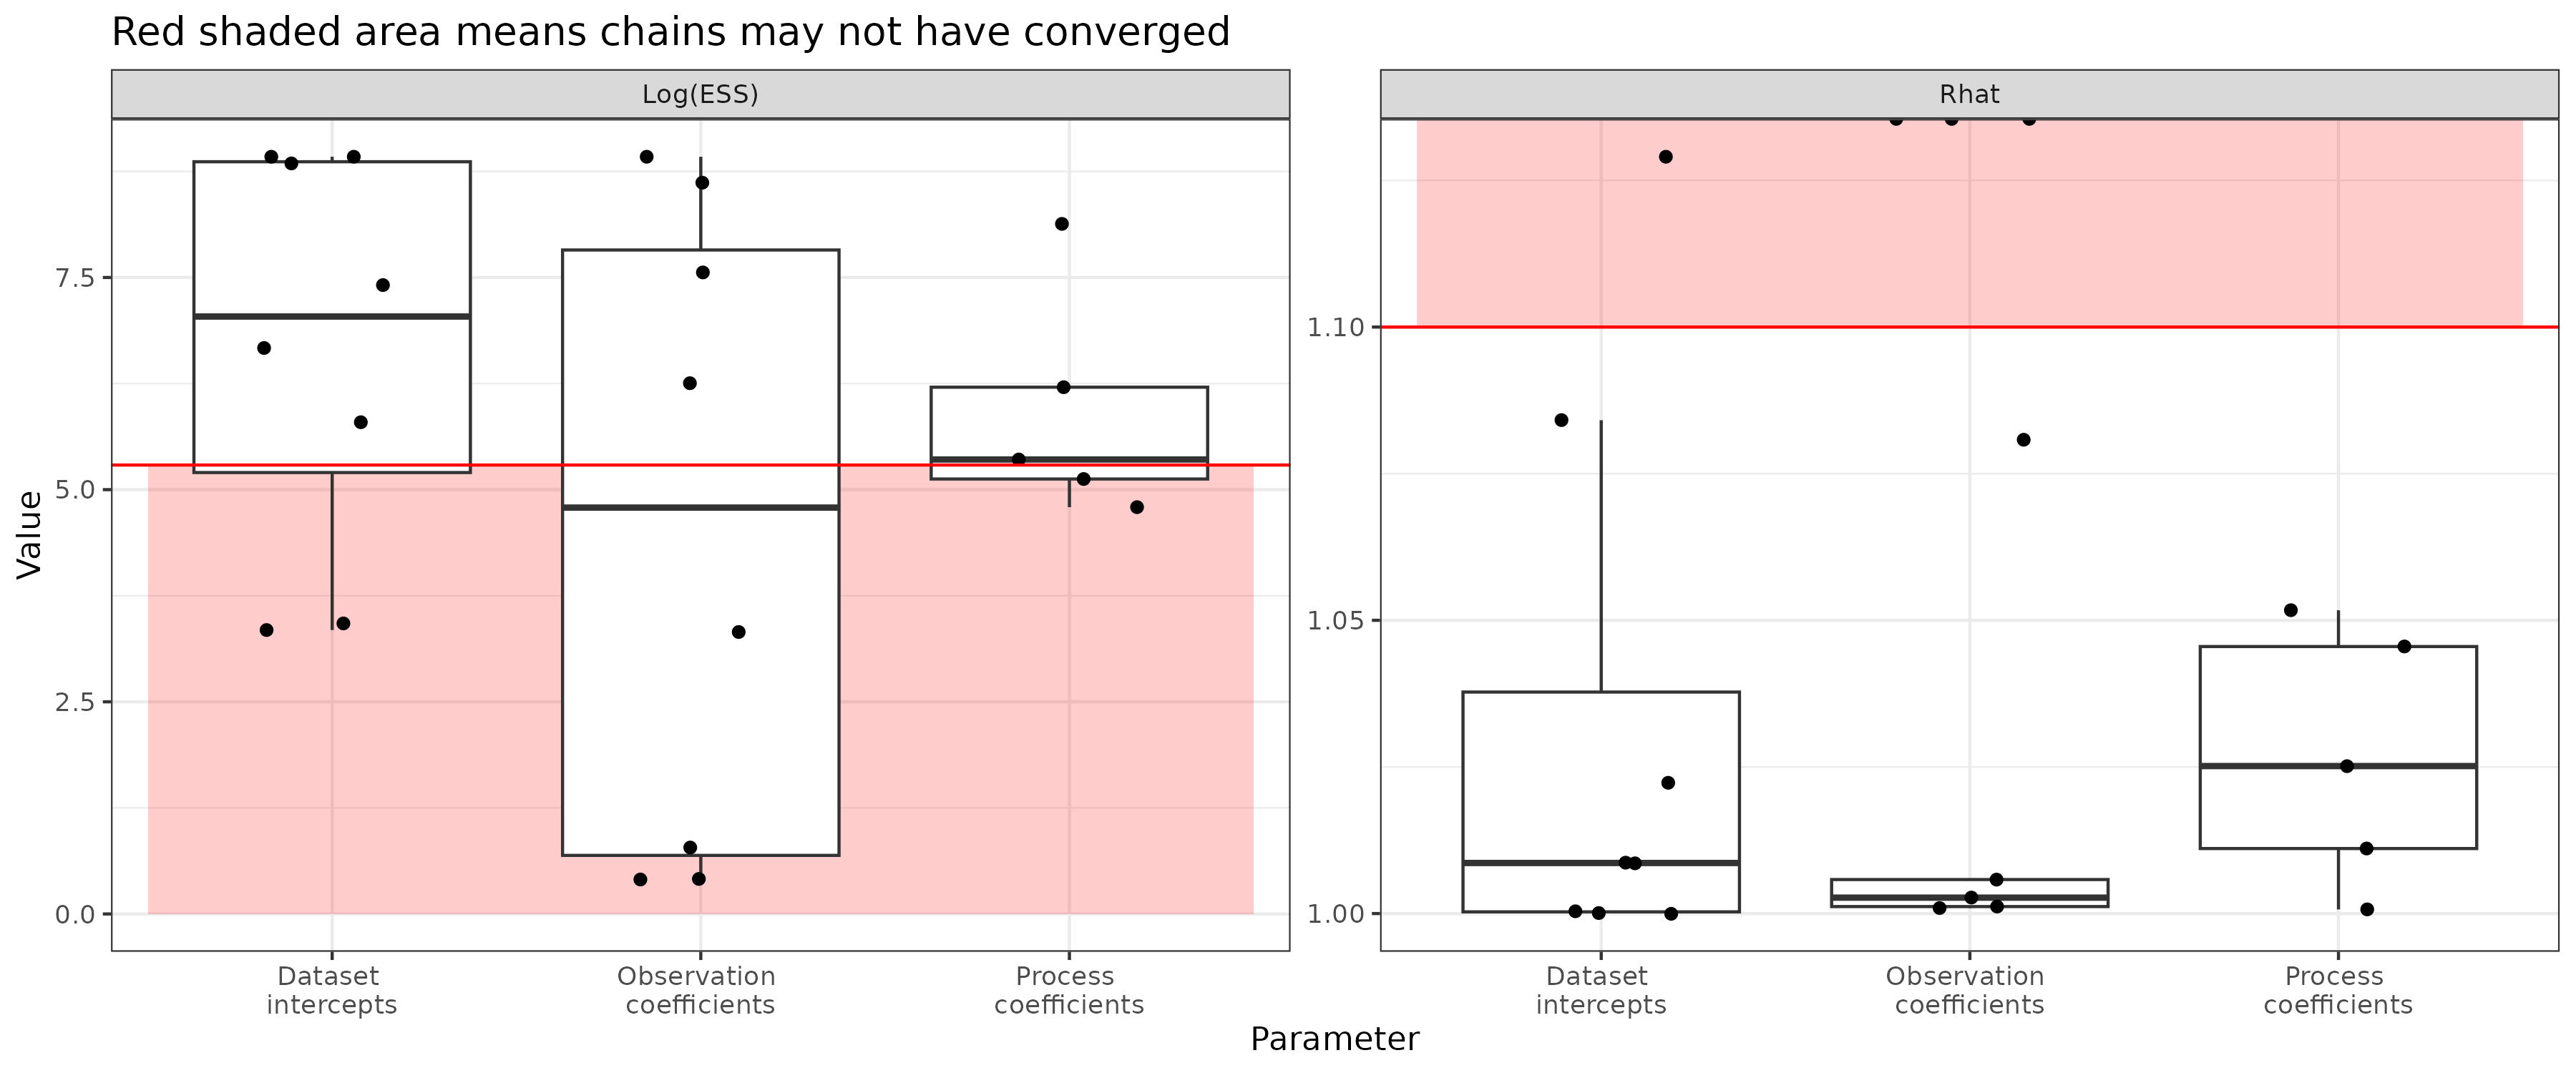 Red shaded area means chains may not have converged
Log(ESS)
Rhat
Value
7.5
5.0
2.5
0.0
1.10
1.05
1.00
Dataset
intercepts
Observation
coefficients
Process
coefficients
Dataset
intercepts
Observation
coefficients
Process
coefficients
Parameter